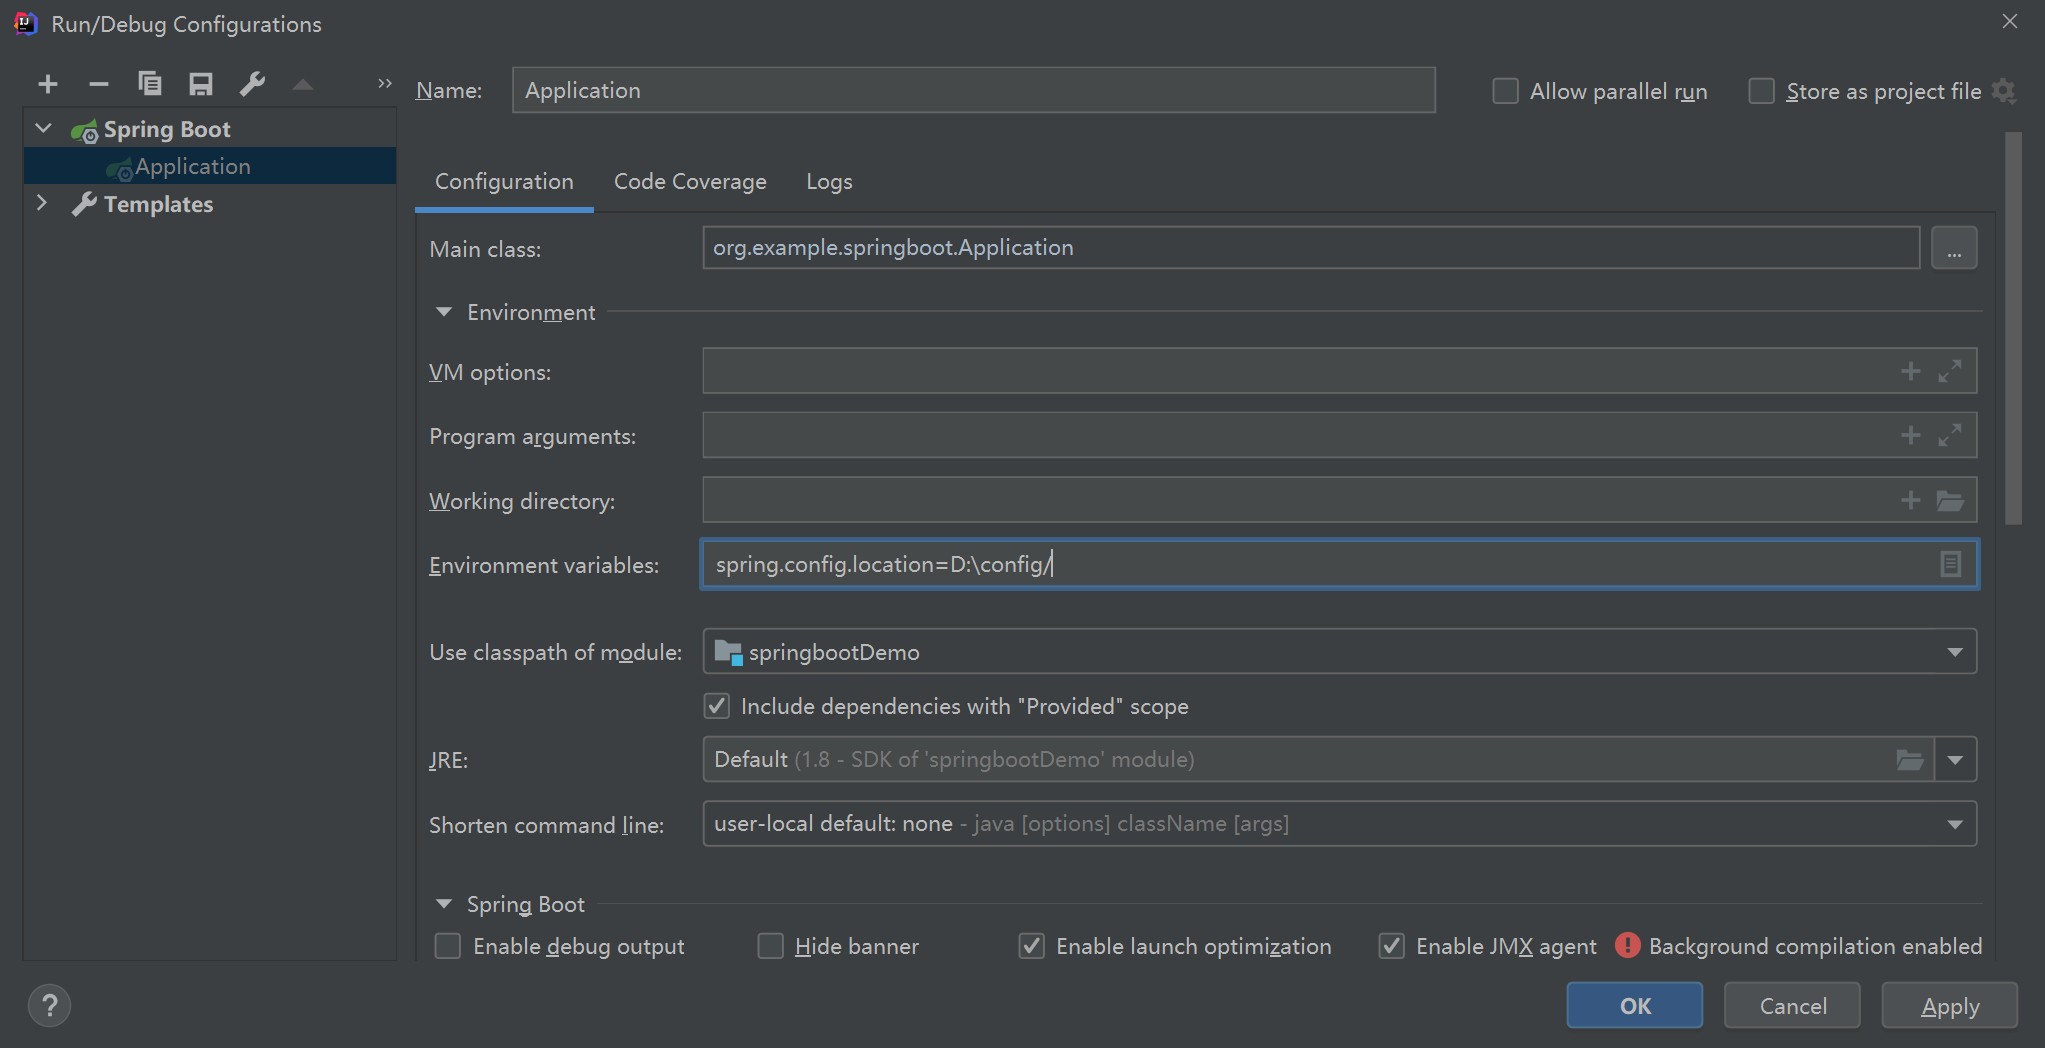 Run/Debug Configurations
Name: Application Allow parallel run Store as project file
Spring Boot
Application
Templates
Configuration Code Coverage Logs
Main class: org.example.springboot.Application ...
Environment
VM options:
Program arguments:
Working directory:
Environment variables: spring.config.location=D:\config/
Use classpath of module: springbootDemo
Include dependencies with "Provided" scope
JRE: Default (1.8 - SDK of 'springbootDemo' module)
Shorten command line: user-local default: none - java [options] className [args]
Spring Boot
Enable debug output Hide banner Enable launch optimization Enable JMX agent Background compilation enabled
? OK Cancel Apply